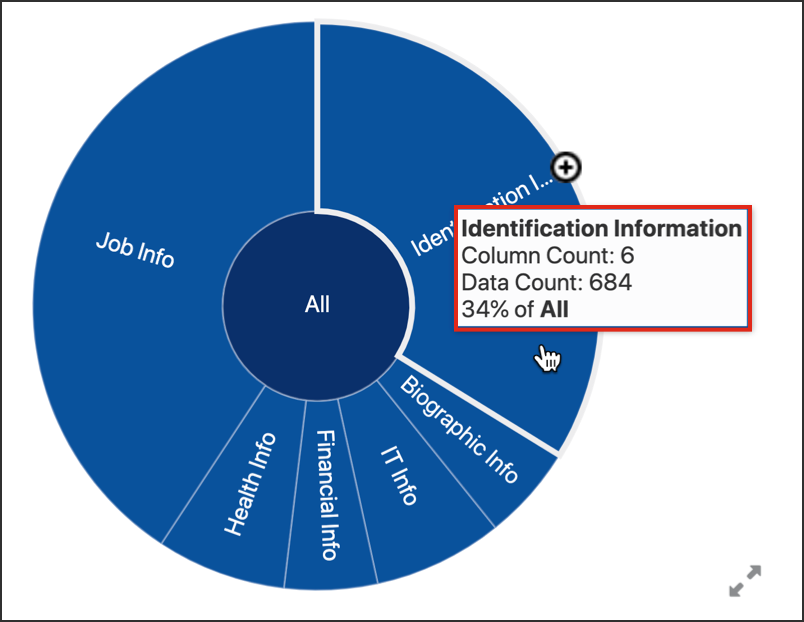 Job Info
All
Identification I...
Identification Information
Column Count: 6
Data Count: 684
34% of All
Biographic Info
IT Info
Financial Info
Health Info